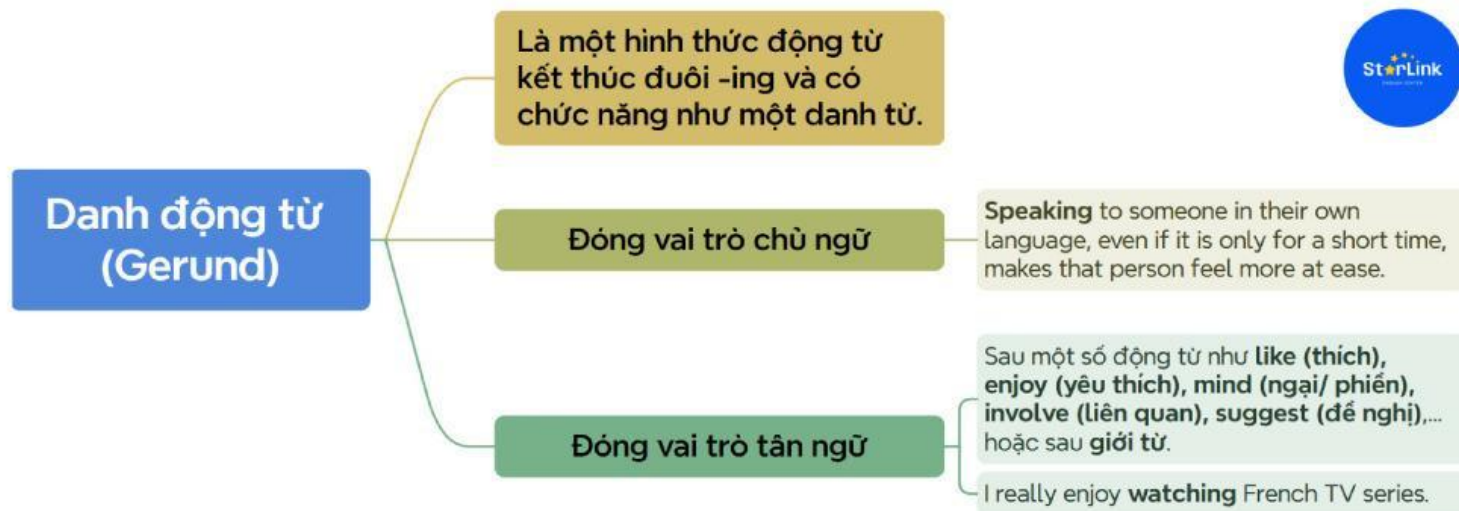 Là một hình thức động từ
kết thúc đuôi -ing và có
chức năng như một danh từ.
StarLink
Danh động từ
(Gerund)
Đóng vai trò chủ ngữ
Speaking to someone in their own
language, even if it is only for a short time,
makes that person feel more at ease.
Sau một số động từ như like (thích),
enjoy (yêu thích), mind (ngại/ phiền),
involve (liên quan), suggest (đề nghị),...
hoặc sau giới từ.
Đóng vai trò tân ngữ
I really enjoy watching French TV series.